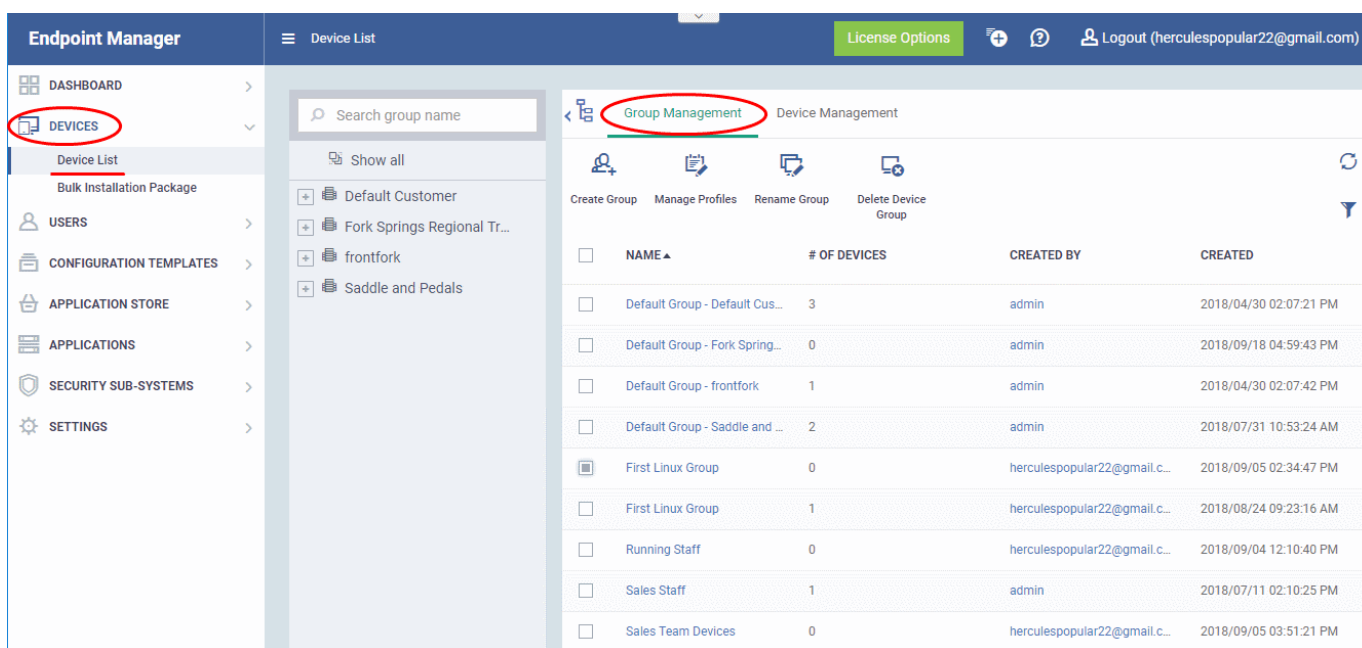 Endpoint Manager
Device List
License Options
Logout (herculespopular22@gmail.com)
DASHBOARD
DEVICES
Device List
Bulk Installation Package
USERS
CONFIGURATION TEMPLATES
APPLICATION STORE
APPLICATIONS
SECURITY SUB-SYSTEMS
SETTINGS
Search group name
Show all
Default Customer
Fork Springs Regional Tr...
frontfork
Saddle and Pedals
Group Management Device Management
Create Group Manage Profiles Rename Group Delete Device
Group
NAME # OF DEVICES CREATED BY CREATED
Default Group - Default Cus... 3 admin 2018/04/30 02:07:21 PM
Default Group - Fork Spring... 0 admin 2018/09/18 04:59:43 PM
Default Group - frontfork 1 admin 2018/04/30 02:07:42 PM
Default Group - Saddle and ... 2 admin 2018/07/31 10:53:24 AM
First Linux Group 0 herculespopular22@gmail.c... 2018/09/05 02:34:47 PM
First Linux Group 1 herculespopular22@gmail.c... 2018/08/24 09:23:16 AM
Running Staff 0 herculespopular22@gmail.c... 2018/09/04 12:10:40 PM
Sales Staff 1 admin 2018/07/11 02:10:25 PM
Sales Team Devices 0 herculespopular22@gmail.c... 2018/09/05 03:51:21 PM